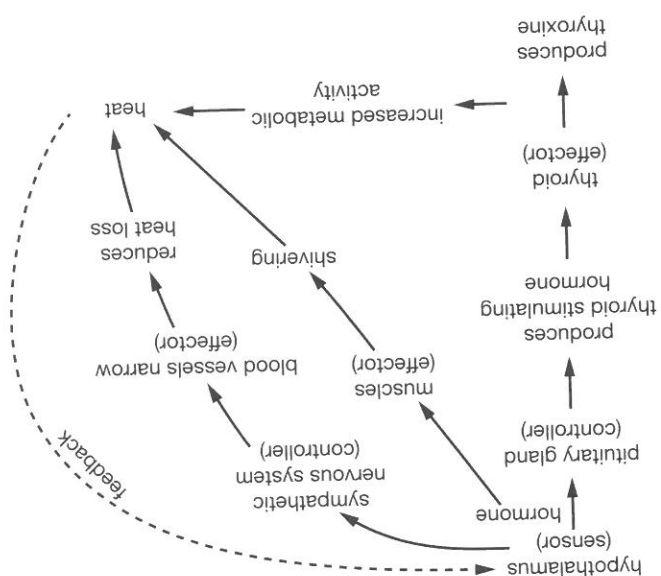 hypothalamus
(sensor)
hormone
pituitary gland
(controller)
produces
thyroid stimulating
hormone
thyroid
(effector)
produces
thyroxine
increased metabolic
activity
heat
muscles
(effector)
shivering
sympathetic
nervous system
(controller)
blood vessels narrow
(effector)
reduces
heat loss
feedback